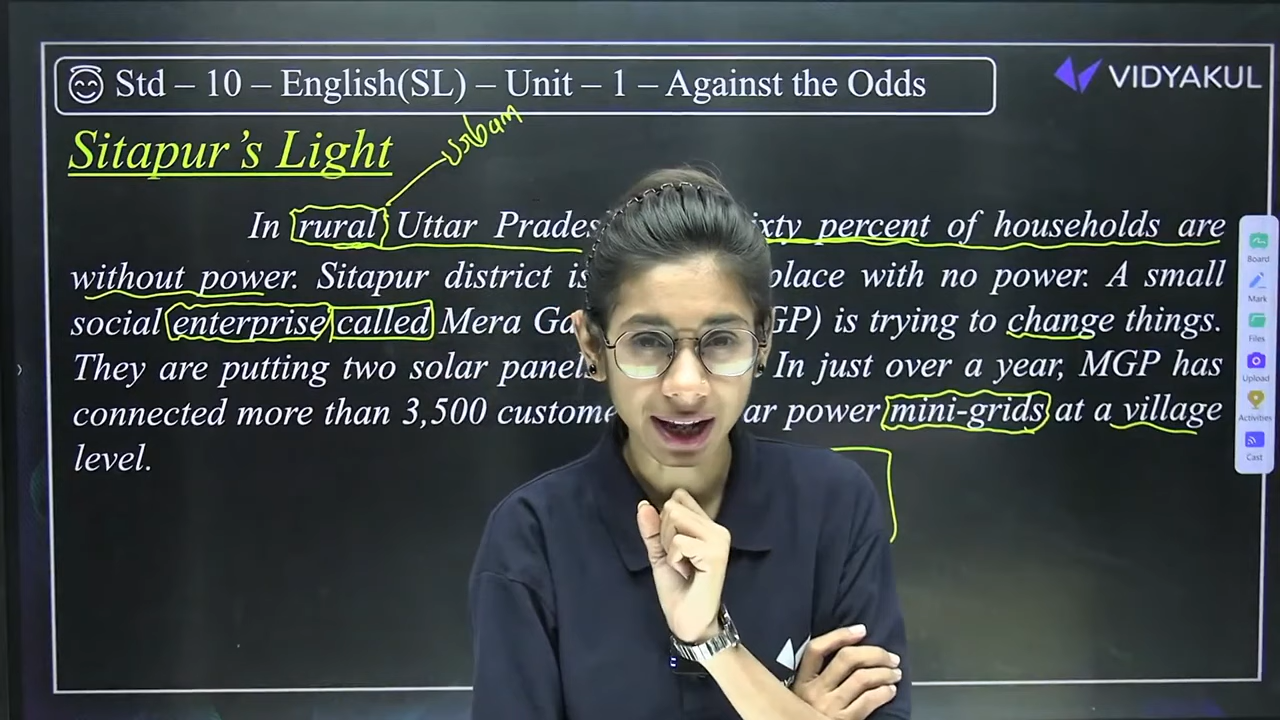 Std – 10 – English(SL) – Unit – 1 – Against the Odds
VIDYAKUL
Sitapur's Light
urban
In rural Uttar Prades ixty percent of households are
without power. Sitapur district is place with no power. A small
social enterprise called Mera Ga GP) is trying to change things.
They are putting two solar panels In just over a year, MGP has
connected more than 3,500 custome ar power mini-grids at a village
level.
Board
Mark
Files
Upload
Activities
Cast